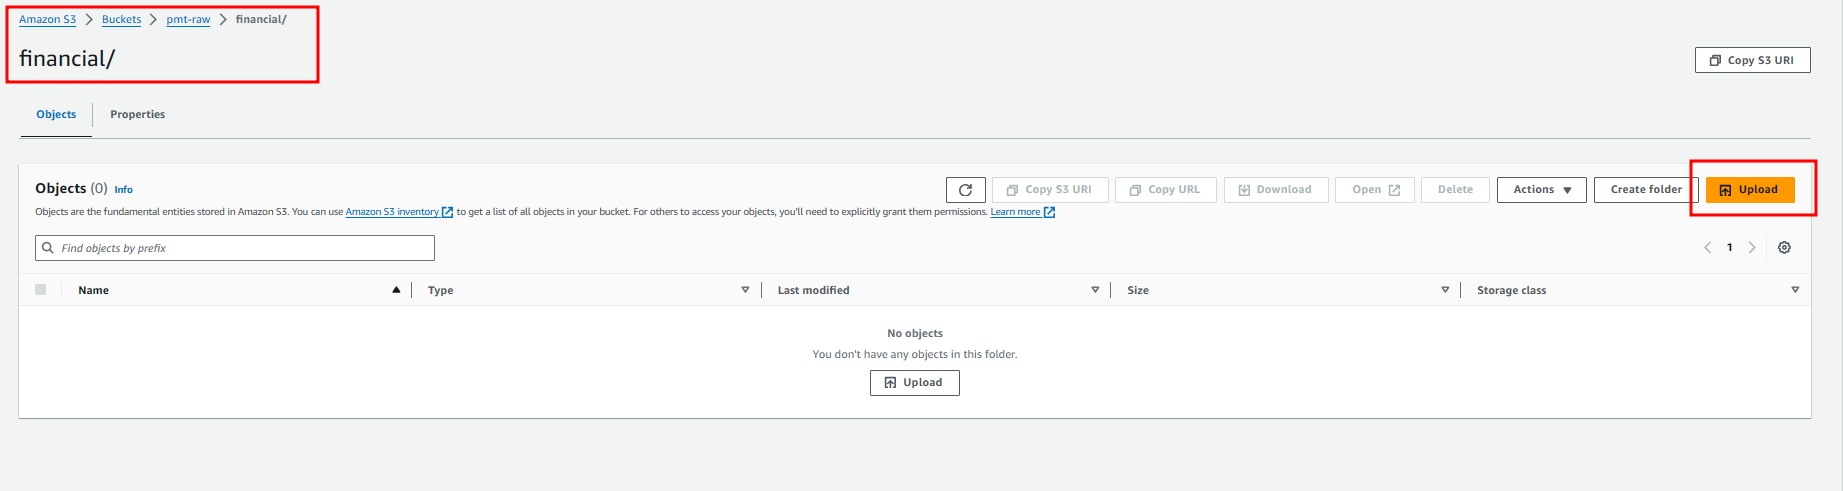 Amazon S3 > Buckets > pmt-raw > financial/
financial/
Copy S3 URI
Objects Properties
Objects (0) Info
Copy S3 URI Copy URL Download Open Delete Actions Create folder Upload
Objects are the fundamental entities stored in Amazon S3. You can use Amazon S3 inventory to get a list of all objects in your bucket. For others to access your objects, you'll need to explicitly grant them permissions. Learn more
Find objects by prefix
1
Name Type Last modified Size Storage class
No objects
You don't have any objects in this folder.
Upload